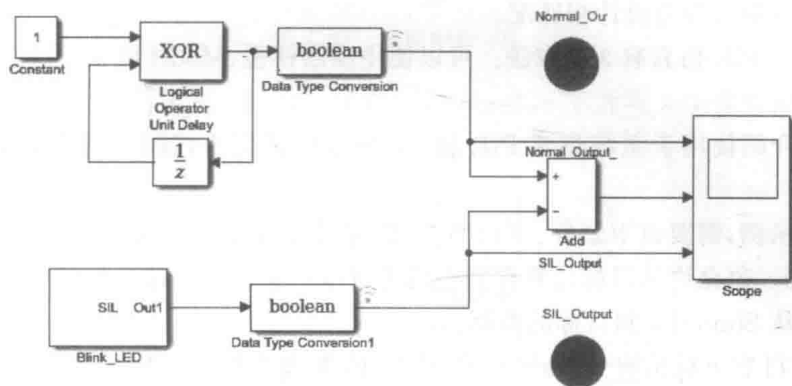 Normal_Our
1
Constant
XOR
Logical
Operator
Unit Delay
1
z
boolean
Data Type Conversion
Normal_Output_
+
−
Add
SIL_Output
Scope
SIL Out1
Blink_LED
boolean
Data Type Conversion1
SIL_Output